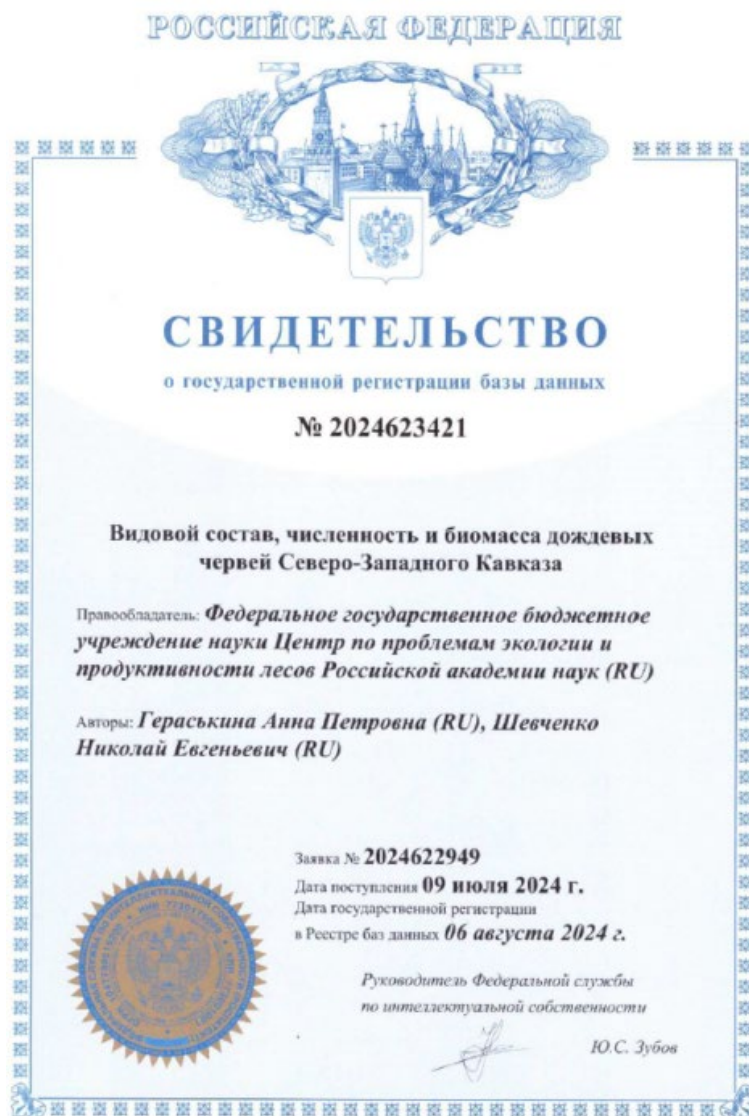 РОССИЙСКАЯ ФЕДЕРАЦИЯ
СВИДЕТЕЛЬСТВО
о государственной регистрации базы данных
№ 2024623421
Видовой состав, численность и биомасса дождевых
червей Северо-Западного Кавказа
Правообладатель: Федеральное государственное бюджетное
учреждение науки Центр по проблемам экологии и
продуктивности лесов Российской академии наук (RU)
Авторы: Гераськина Анна Петровна (RU), Шевченко
Николай Евгеньевич (RU)
Заявка № 2024622949
Дата поступления 09 июля 2024 г.
Дата государственной регистрации
в Реестре баз данных 06 августа 2024 г.
Руководитель Федеральной службы
по интеллектуальной собственности
Ю.С. Зубов